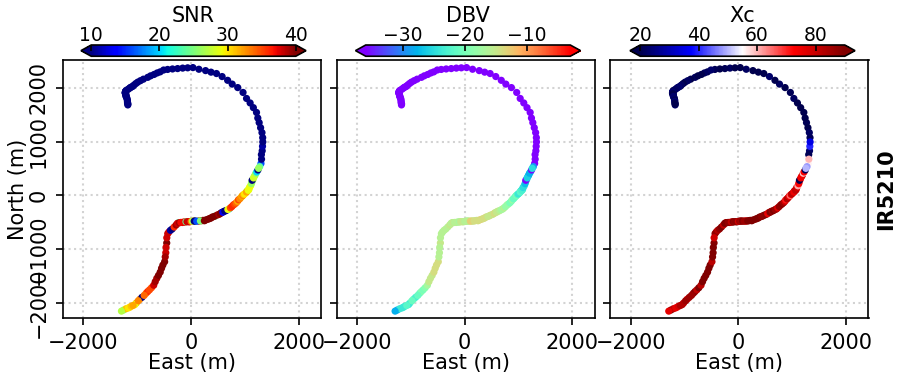 SNR
DBV
Xc
10 20 30 40
−30 −20 −10
20 40 60 80
North (m)
2000
1000
0
−1000
−2000
−2000 0 2000
−2000 0 2000
−2000 0 2000
East (m)
East (m)
East (m)
IR5210